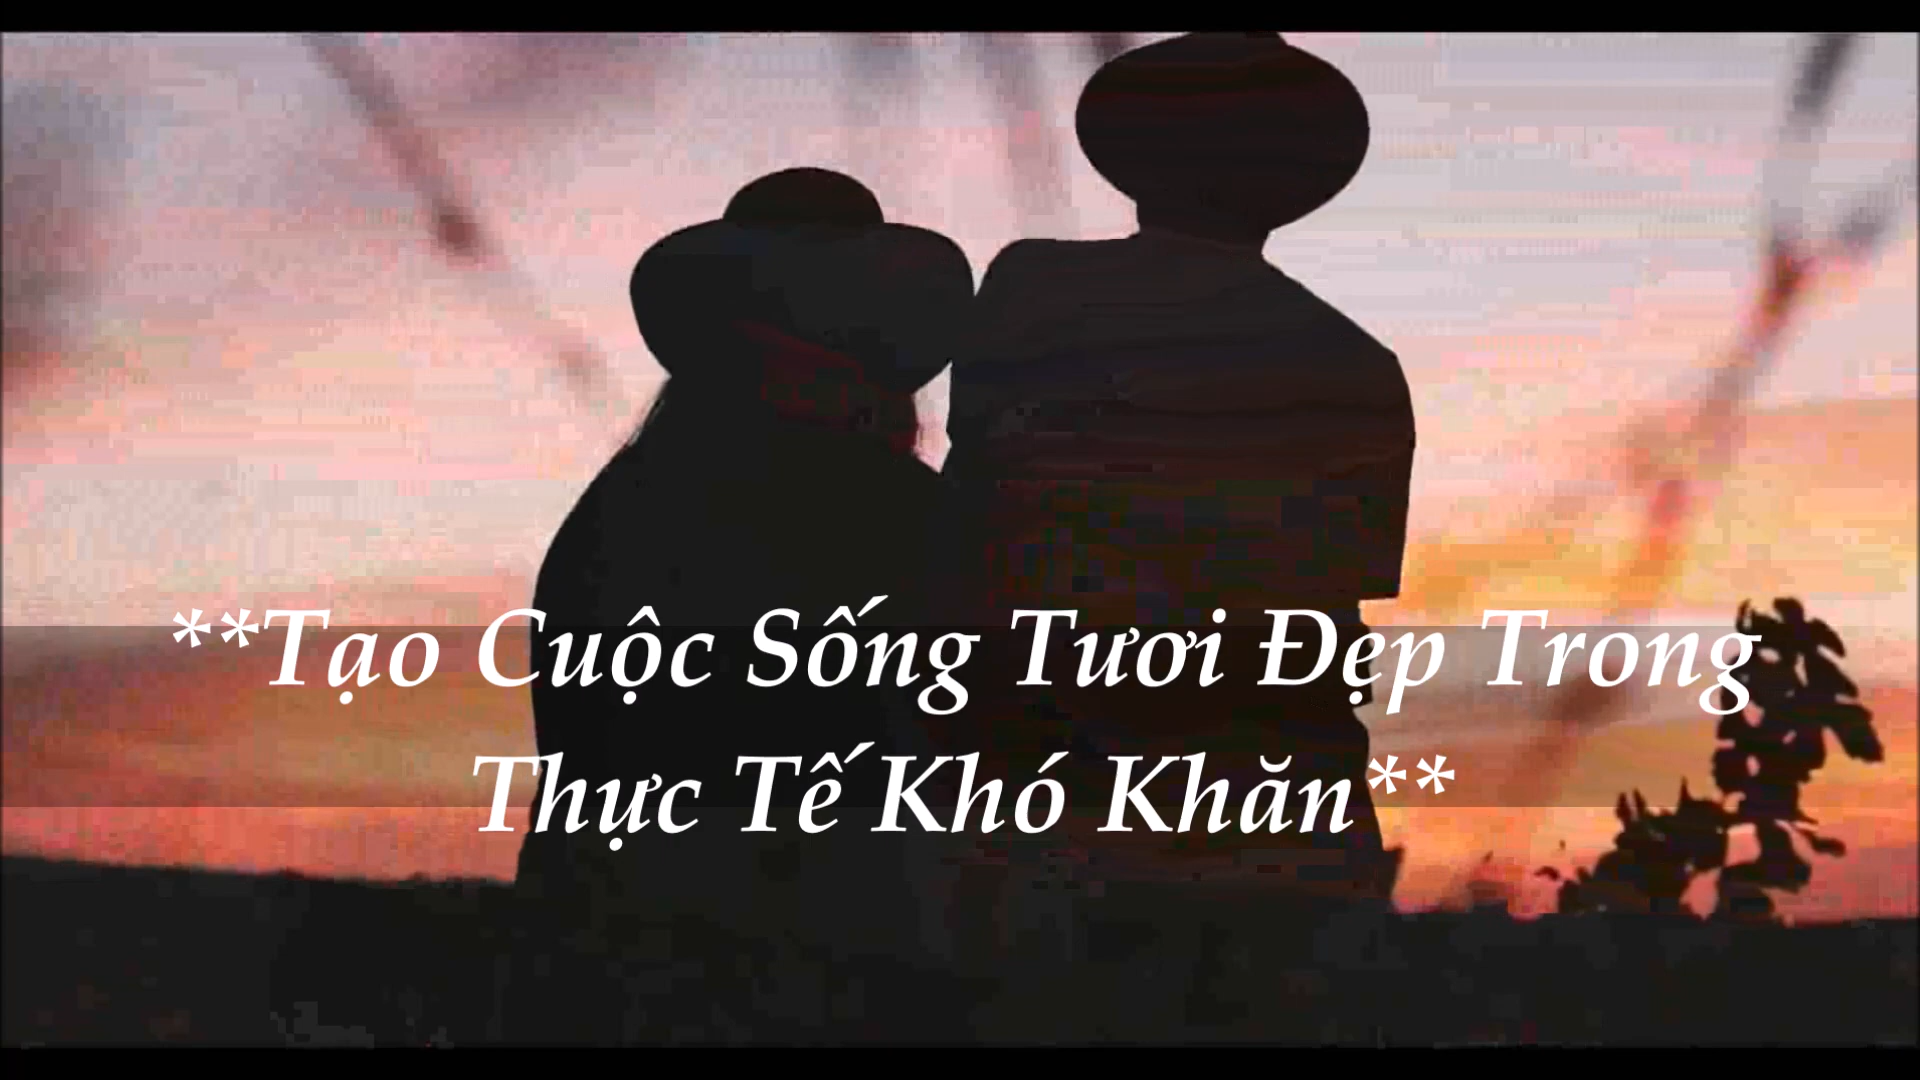 **Tạo Cuộc Sống Tươi Đẹp Trong
Thực Tế Khó Khăn**